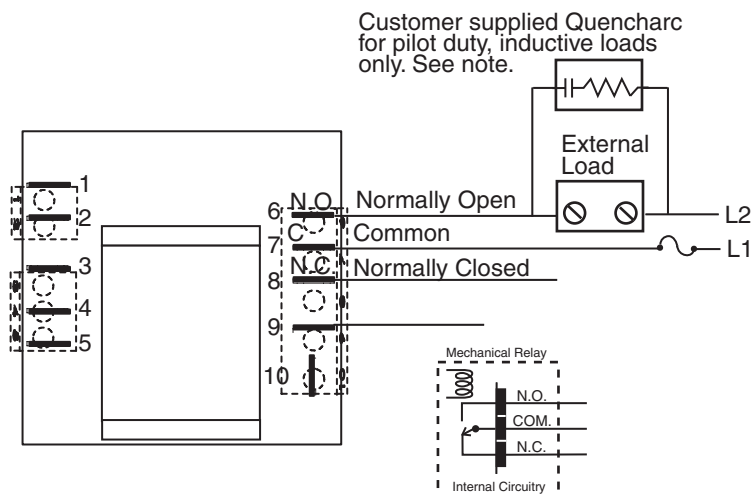 Customer supplied Quencharc
for pilot duty, inductive loads
only. See note.
External
Load
1
2
3
4
5
6 N.O. Normally Open
7 C Common
8 N.C. Normally Closed
9
10
L2
L1
Mechanical Relay
N.O.
COM.
N.C.
Internal Circuitry